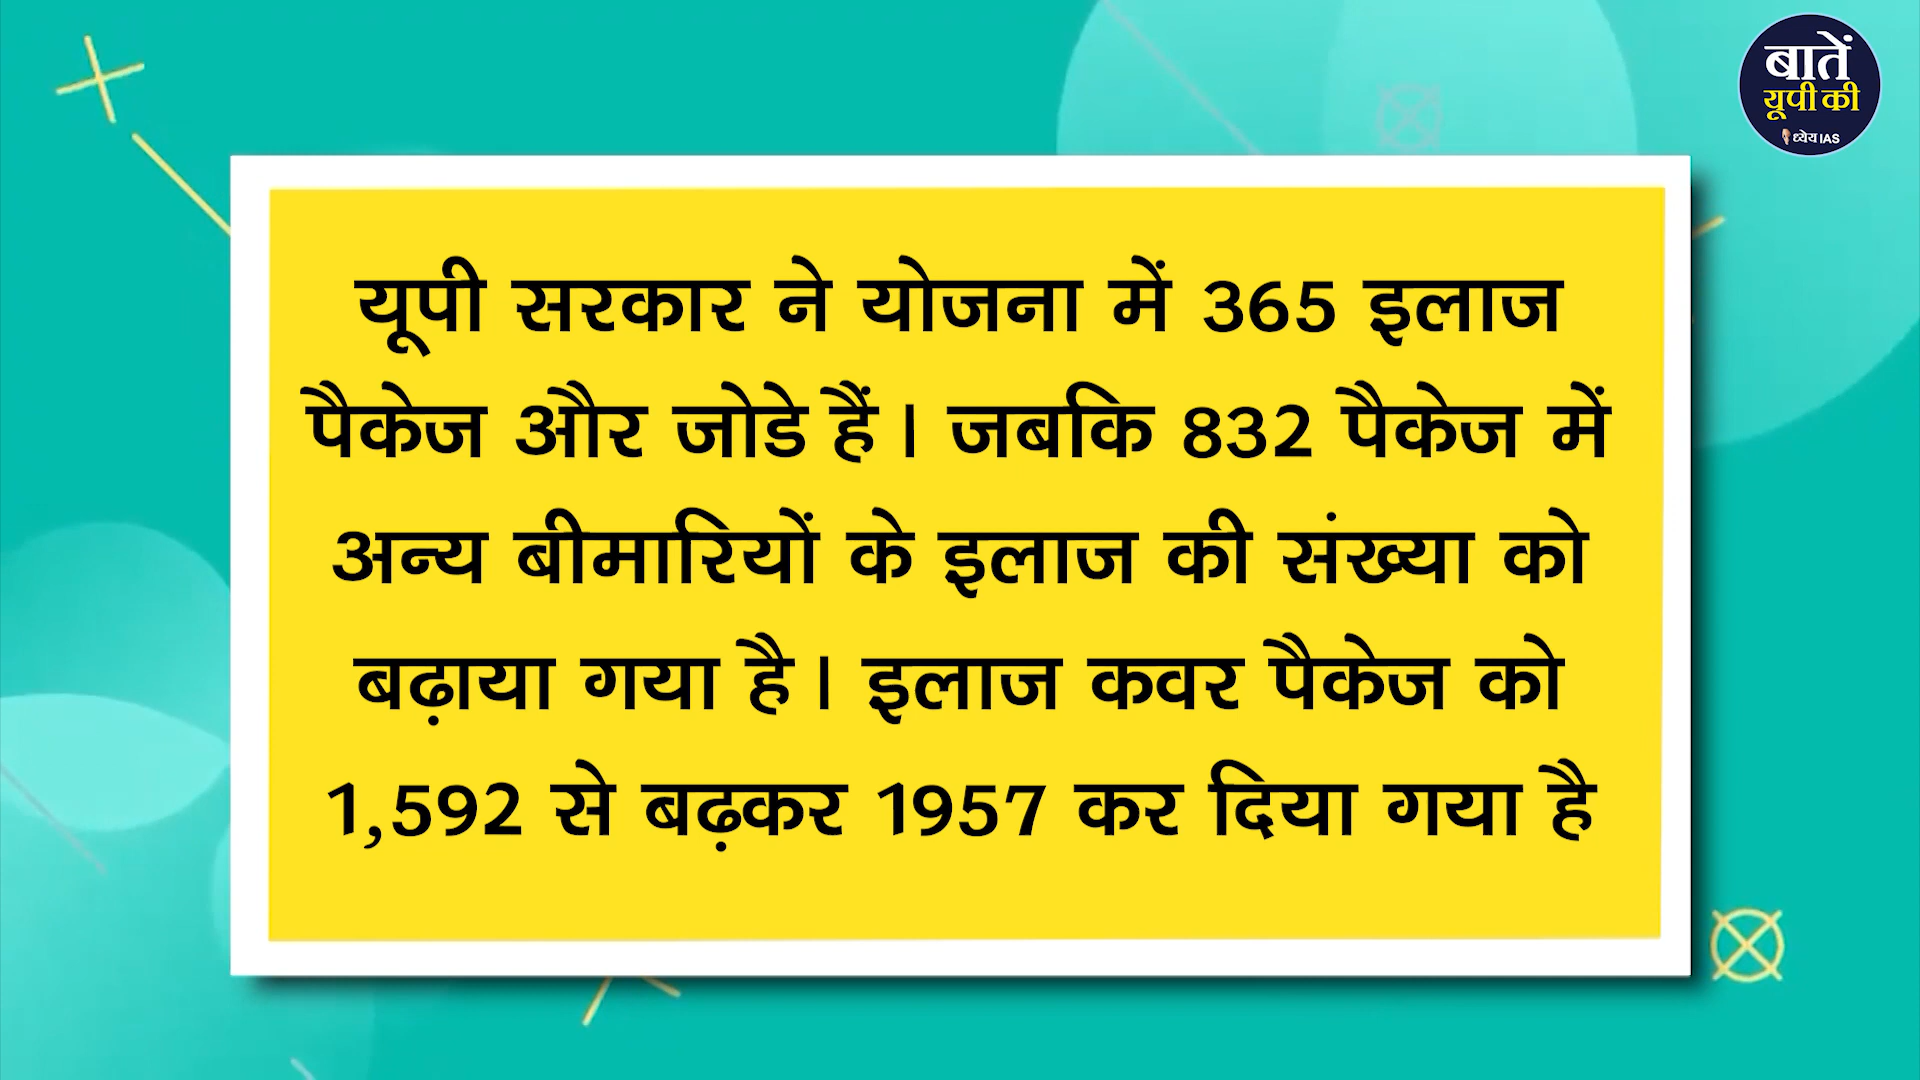 बातें
यूपी की
ध्येय IAS
यूपी सरकार ने योजना में 365 इलाज
पैकेज और जोडे हैं। जबकि 832 पैकेज में
अन्य बीमारियों के इलाज की संख्या को
बढ़ाया गया है। इलाज कवर पैकेज को
1,592 से बढ़कर 1957 कर दिया गया है